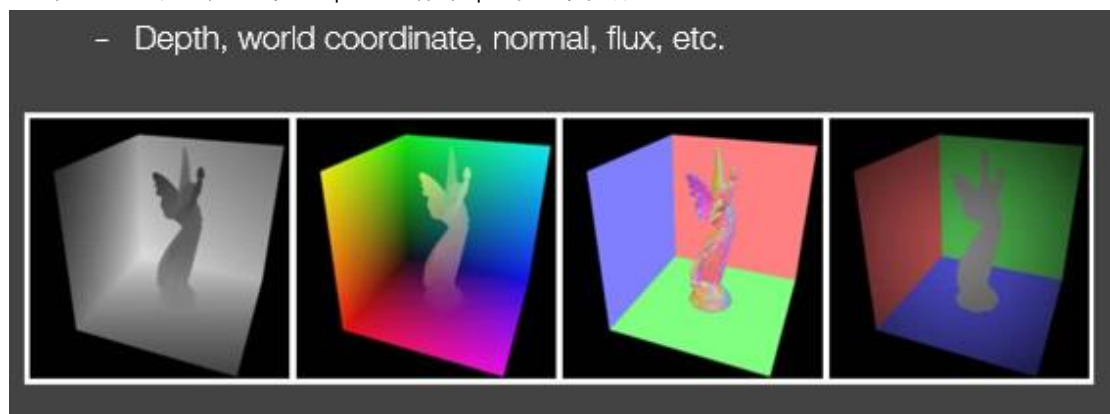 – Depth, world coordinate, normal, flux, etc.